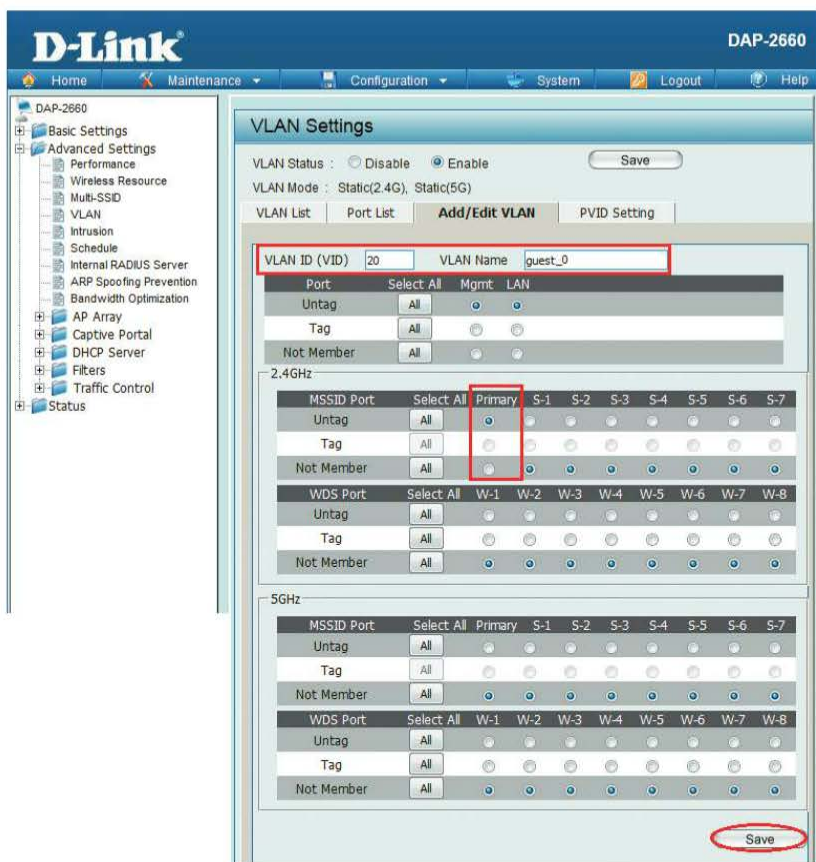 D-Link
DAP-2660
Home Maintenance Configuration System Logout Help
DAP-2660
Basic Settings
Advanced Settings
Performance
Wireless Resource
Multi-SSID
VLAN
Intrusion
Schedule
Internal RADIUS Server
ARP Spoofing Prevention
Bandwidth Optimization
AP Array
Captive Portal
DHCP Server
Filters
Traffic Control
Status
VLAN Settings
VLAN Status : Disable Enable Save
VLAN Mode : Static(2.4G), Static(5G)
VLAN List Port List Add/Edit VLAN PVID Setting
VLAN ID (VID) 20 VLAN Name guest_0
Port Select All Mgmt LAN
Untag All
Tag All
Not Member All
2.4GHz
MSSID Port Select All Primary S-1 S-2 S-3 S-4 S-5 S-6 S-7
Untag All
Tag All
Not Member All
WDS Port Select All W-1 W-2 W-3 W-4 W-5 W-6 W-7 W-8
Untag All
Tag All
Not Member All
5GHz
MSSID Port Select All Primary S-1 S-2 S-3 S-4 S-5 S-6 S-7
Untag All
Tag All
Not Member All
WDS Port Select All W-1 W-2 W-3 W-4 W-5 W-6 W-7 W-8
Untag All
Tag All
Not Member All
Save